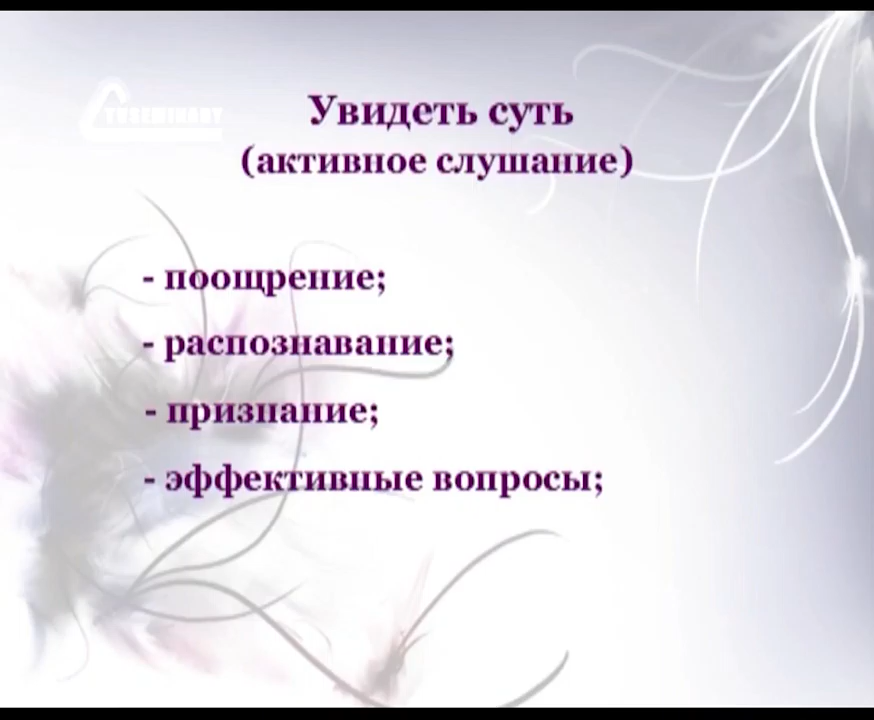 Увидеть суть
(активное слушание)
- поощрение;
- распознавание;
- признание;
- эффективные вопросы;